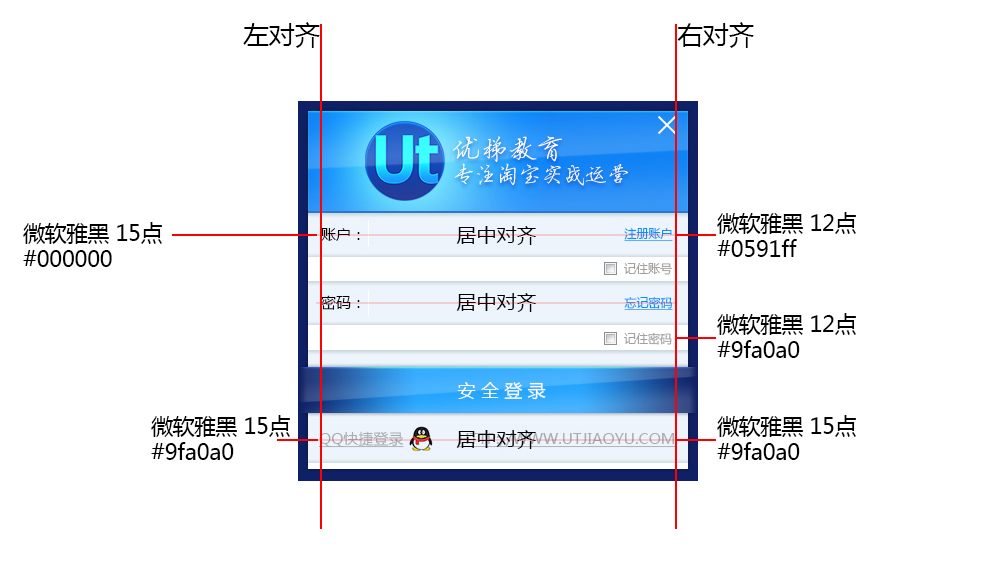 左对齐
右对齐
Ut
优梯教育
专注淘宝实战运营
微软雅黑 15点
#000000
账户：
居中对齐
注册账户
微软雅黑 12点
#0591ff
记住账号
密码：
居中对齐
忘记密码
微软雅黑 12点
#9fa0a0
记住密码
安全登录
微软雅黑 15点
#9fa0a0
QQ快捷登录
居中对齐
WWW.UTJIAOYU.COM
微软雅黑 15点
#9fa0a0